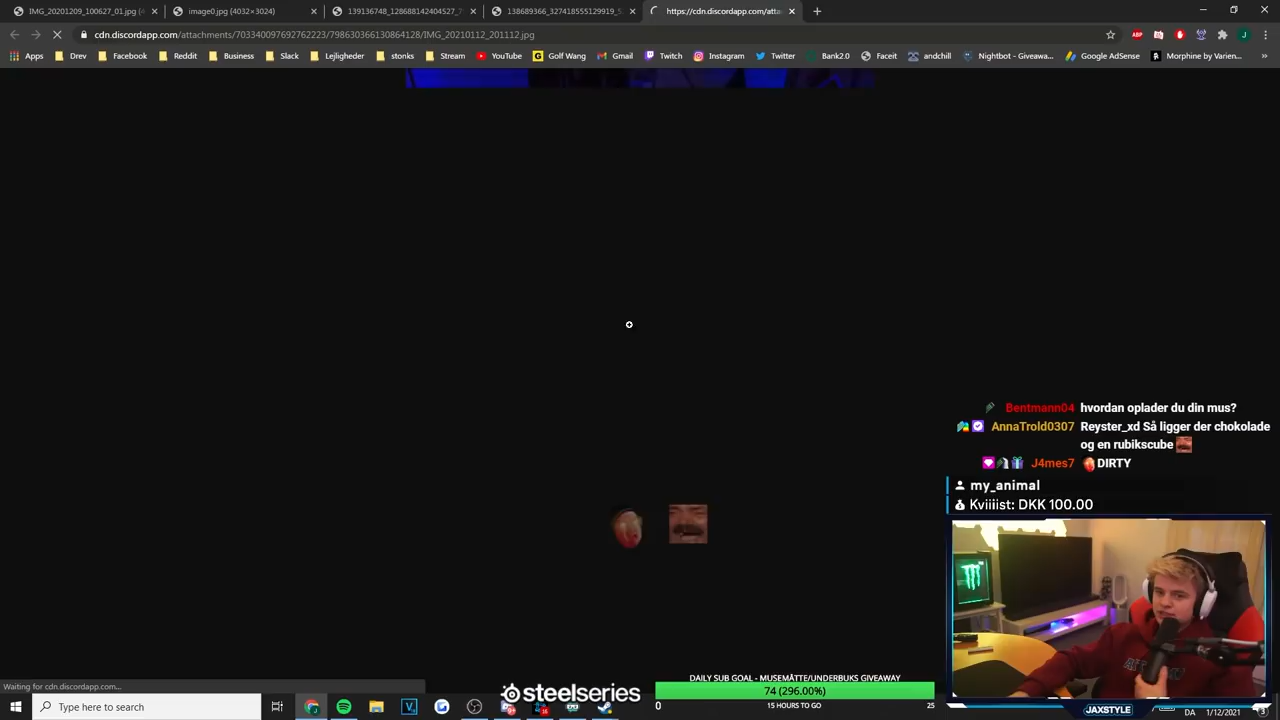 IMG_20201209_100627_01.jpg (4
image0.jpg (4032×3024)
139136748_128688142404527_7
138689366_327418555129919_5
https://cdn.discordapp.com/atta
cdn.discordapp.com/attachments/703340097692762223/798630366130864128/IMG_20210112_201112.jpg
ABP
J
Apps
Drev
Facebook
Reddit
Business
Slack
Lejligheder
stonks
Stream
YouTube
Golf Wang
Gmail
Twitch
Instagram
Twitter
Bank2.0
Faceit
andchill
Nightbot - Giveawa...
Google AdSense
Morphine by Varien...
Bentmann04 hvordan oplader du din mus?
AnnaTrold0307 Reyster_xd Så ligger der chokolade
og en rubikscube
J4mes7 DIRTY
my_animal
Kviiiist: DKK 100.00
Waiting for cdn.discordapp.com...
DAILY SUB GOAL - MUSEMÅTTE/UNDERBUKS GIVEAWAY
74 (296.00%)
0
15 HOURS TO GO
25
steelseries
Type here to search
JAXSTYLE
DA
1/12/2021